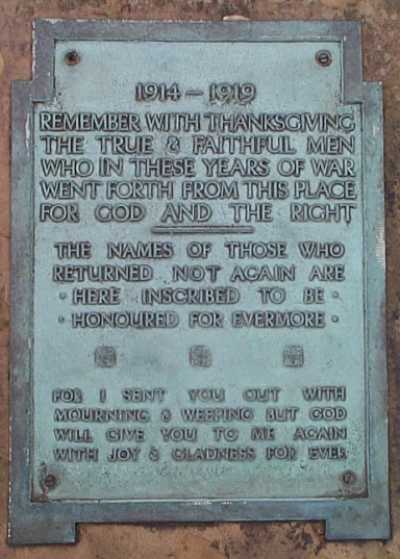 1914 – 1919
REMEMBER WITH THANKSGIVING
THE TRUE & FAITHFUL MEN
WHO IN THESE YEARS OF WAR
WENT FORTH FROM THIS PLACE
FOR GOD AND THE RIGHT
THE NAMES OF THOSE WHO
RETURNED NOT AGAIN ARE
· HERE INSCRIBED TO BE ·
· HONOURED FOR EVERMORE ·
FOR I SENT YOU OUT WITH
MOURNING & WEEPING BUT GOD
WILL GIVE YOU TO ME AGAIN
WITH JOY & GLADNESS FOR EVER